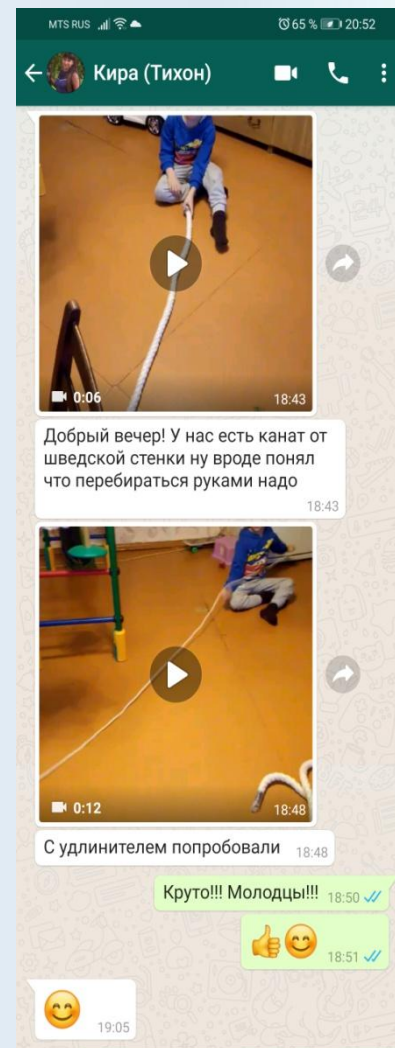 MTS RUS 65 % 20:52
Кира (Тихон)
0:06 18:43
Добрый вечер! У нас есть канат от
шведской стенки ну вроде понял
что перебираться руками надо
18:43
0:12 18:48
С удлинителем попробовали 18:48
Круто!!! Молодцы!!! 18:50
👍😊
18:51
😊
19:05